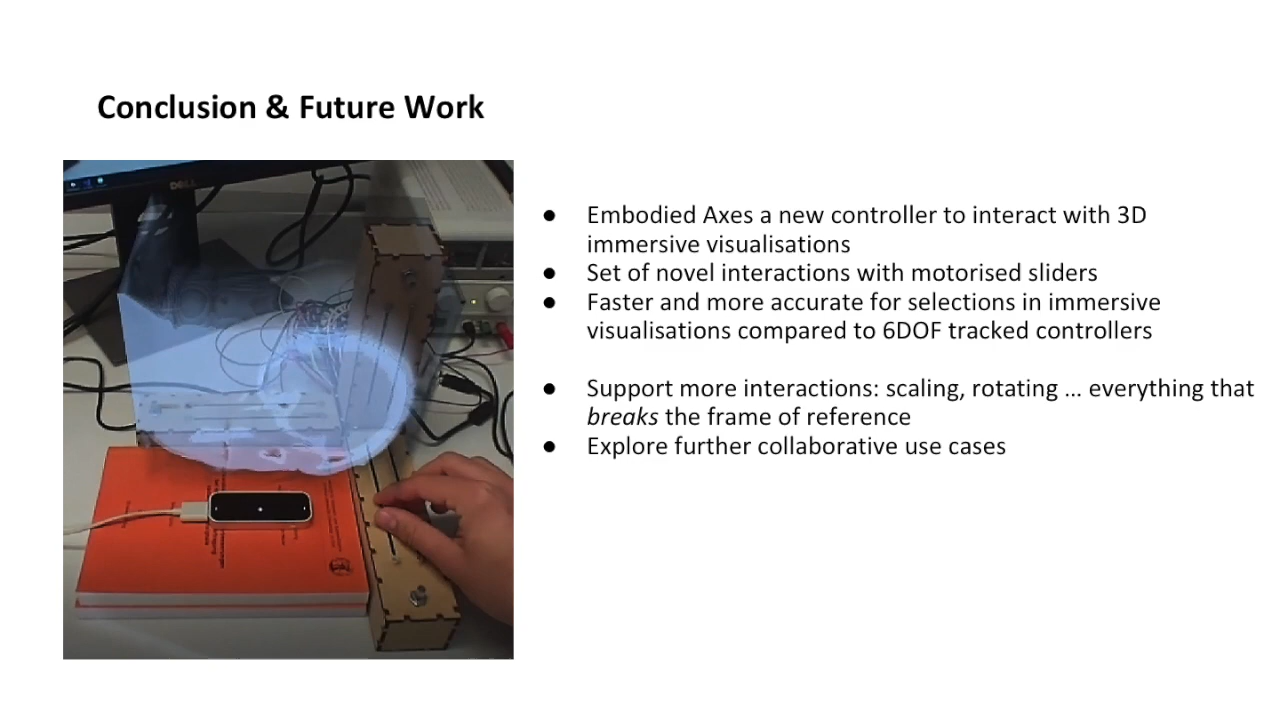 Conclusion & Future Work
DELL
● Embodied Axes a new controller to interact with 3D
immersive visualisations
● Set of novel interactions with motorised sliders
● Faster and more accurate for selections in immersive
visualisations compared to 6DOF tracked controllers
● Support more interactions: scaling, rotating ... everything that
breaks the frame of reference
● Explore further collaborative use cases